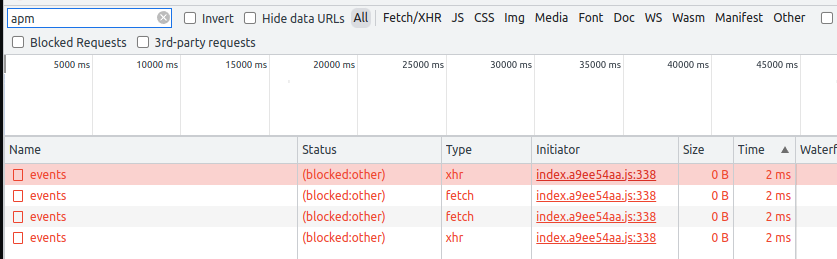 apm Invert Hide data URLs All Fetch/XHR JS CSS Img Media Font Doc WS Wasm Manifest Other
Blocked Requests 3rd-party requests
5000 ms 10000 ms 15000 ms 20000 ms 25000 ms 30000 ms 35000 ms 40000 ms 45000 ms
Name Status Type Initiator Size Time
events (blocked:other) xhr index.a9ee54aa.js:338 0 B 2 ms
events (blocked:other) fetch index.a9ee54aa.js:338 0 B 2 ms
events (blocked:other) fetch index.a9ee54aa.js:338 0 B 2 ms
events (blocked:other) xhr index.a9ee54aa.js:338 0 B 2 ms